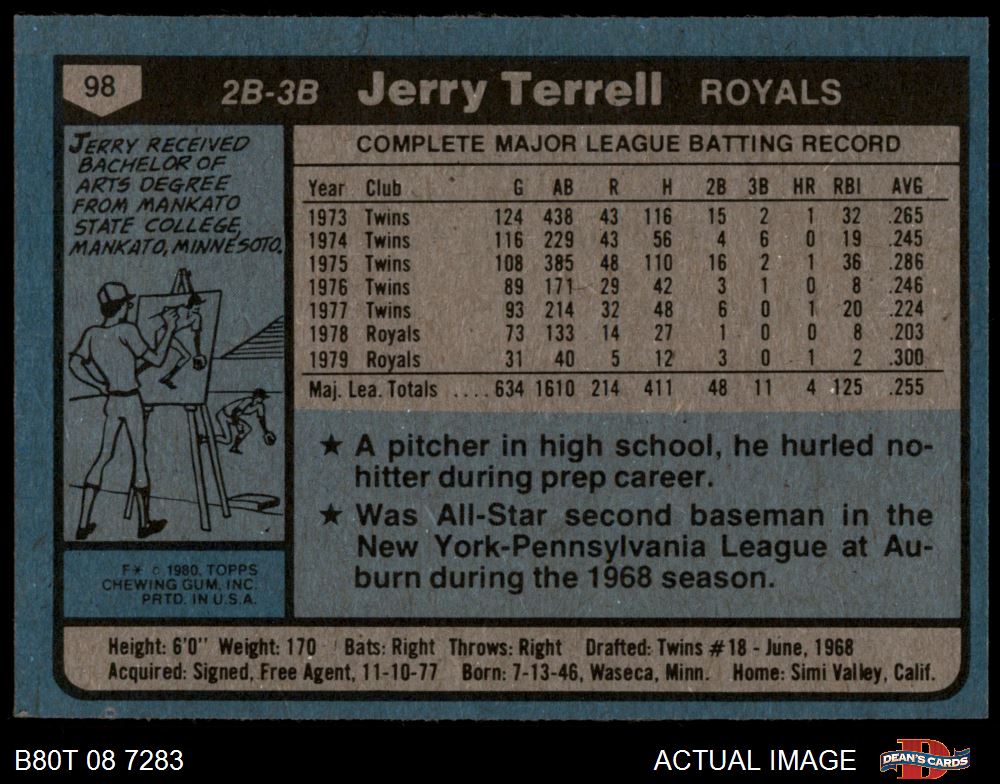 98 2B-3B Jerry Terrell ROYALS
JERRY RECEIVED
BACHELOR OF
ARTS DEGREE
FROM MANKATO
STATE COLLEGE,
MANKATO, MINNESOTO.
F* © 1980, TOPPS
CHEWING GUM, INC.
PRTD. IN U.S.A.
COMPLETE MAJOR LEAGUE BATTING RECORD
Year Club G AB R H 2B 3B HR RBI AVG
1973 Twins 124 438 43 116 15 2 1 32 .265
1974 Twins 116 229 43 56 4 6 0 19 .245
1975 Twins 108 385 48 110 16 2 1 36 .286
1976 Twins 89 171 29 42 3 1 0 8 .246
1977 Twins 93 214 32 48 6 0 1 20 .224
1978 Royals 73 133 14 27 1 0 0 8 .203
1979 Royals 31 40 5 12 3 0 1 2 .300
Maj. Lea. Totals .... 634 1610 214 411 48 11 4 125 .255
★ A pitcher in high school, he hurled no-
hitter during prep career.
★ Was All-Star second baseman in the
New York-Pennsylvania League at Au-
burn during the 1968 season.
Height: 6'0" Weight: 170 Bats: Right Throws: Right Drafted: Twins #18 - June, 1968
Acquired: Signed, Free Agent, 11-10-77 Born: 7-13-46, Waseca, Minn. Home: Simi Valley, Calif.
B80T 08 7283 ACTUAL IMAGE DEAN'S CARDS